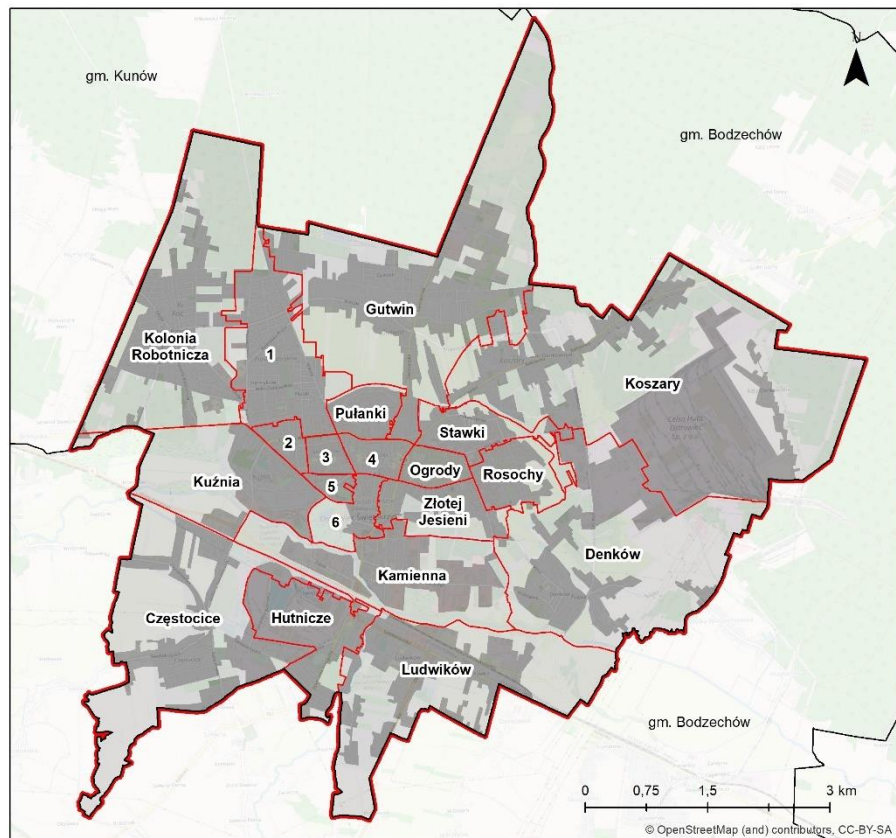 N
gm. Kunów
gm. Bodzechów
Gutwin
Kolonia
Robotnicza
1
Koszary
Pułanki
Stawki
2
3
4
Ogrody
Rosochy
Kuźnia
5
Złotej
Jesieni
6
Denków
Kamienna
Częstocice
Hutnicze
Ludwików
gm. Bodzechów
0 0,75 1,5 3 km
© OpenStreetMap (and) contributors, CC-BY-SA